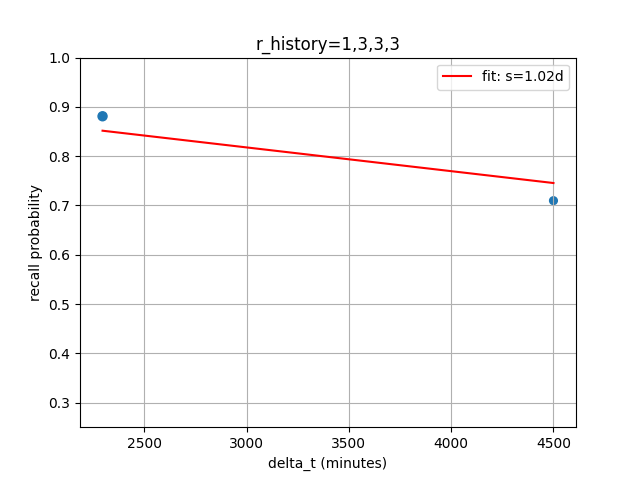 r_history=1,3,3,3
fit: s=1.02d
recall probability
1.0
0.9
0.8
0.7
0.6
0.5
0.4
0.3
2500 3000 3500 4000 4500
delta_t (minutes)